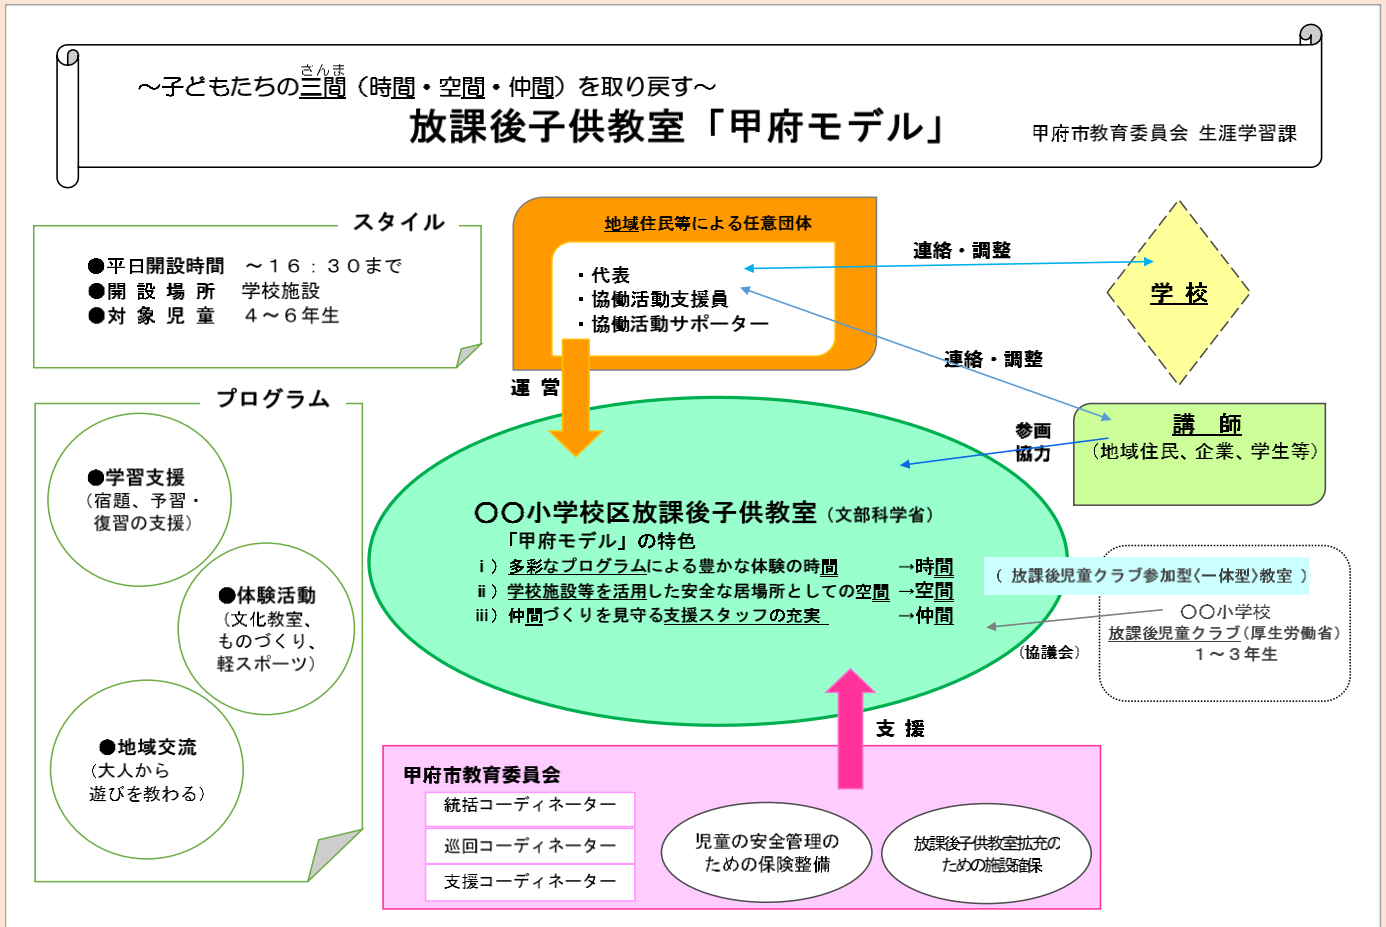 さんま
～子どもたちの三間（時間・空間・仲間）を取り戻す～
放課後子供教室「甲府モデル」
甲府市教育委員会 生涯学習課
スタイル
●平日開設時間　～１６：３０まで
●開 設 場 所　学校施設
●対 象 児 童　４～６年生
地域住民等による任意団体
・代表
・協働活動支援員
・協働活動サポーター
連絡・調整
学 校
連絡・調整
運 営
講　師
（地域住民、企業、学生等）
参画
協力
プログラム
●学習支援
（宿題、予習・
復習の支援）
●体験活動
（文化教室、
ものづくり、
軽スポーツ）
●地域交流
（大人から
遊びを教わる）
〇〇小学校区放課後子供教室（文部科学省）
「甲府モデル」の特色
ⅰ）多彩なプログラムによる豊かな体験の時間　→時間
ⅱ）学校施設等を活用した安全な居場所としての空間 →空間
ⅲ）仲間づくりを見守る支援スタッフの充実　→仲間
（ 放課後児童クラブ参加型〈一体型〉教室 ）
〇〇小学校
放課後児童クラブ（厚生労働省）
１～３年生
（協議会）
支 援
甲府市教育委員会
統括コーディネーター
巡回コーディネーター
支援コーディネーター
児童の安全管理の
ための保険整備
放課後子供教室拡充の
ための施設確保